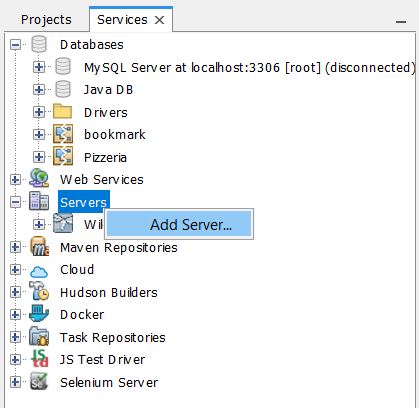 Projects Services
Databases
MySQL Server at localhost:3306 [root] (disconnected)
Java DB
Drivers
bookmark
Pizzeria
Web Services
Servers
Wil
Add Server...
Maven Repositories
Cloud
Hudson Builders
Docker
Task Repositories
JS Test Driver
Selenium Server